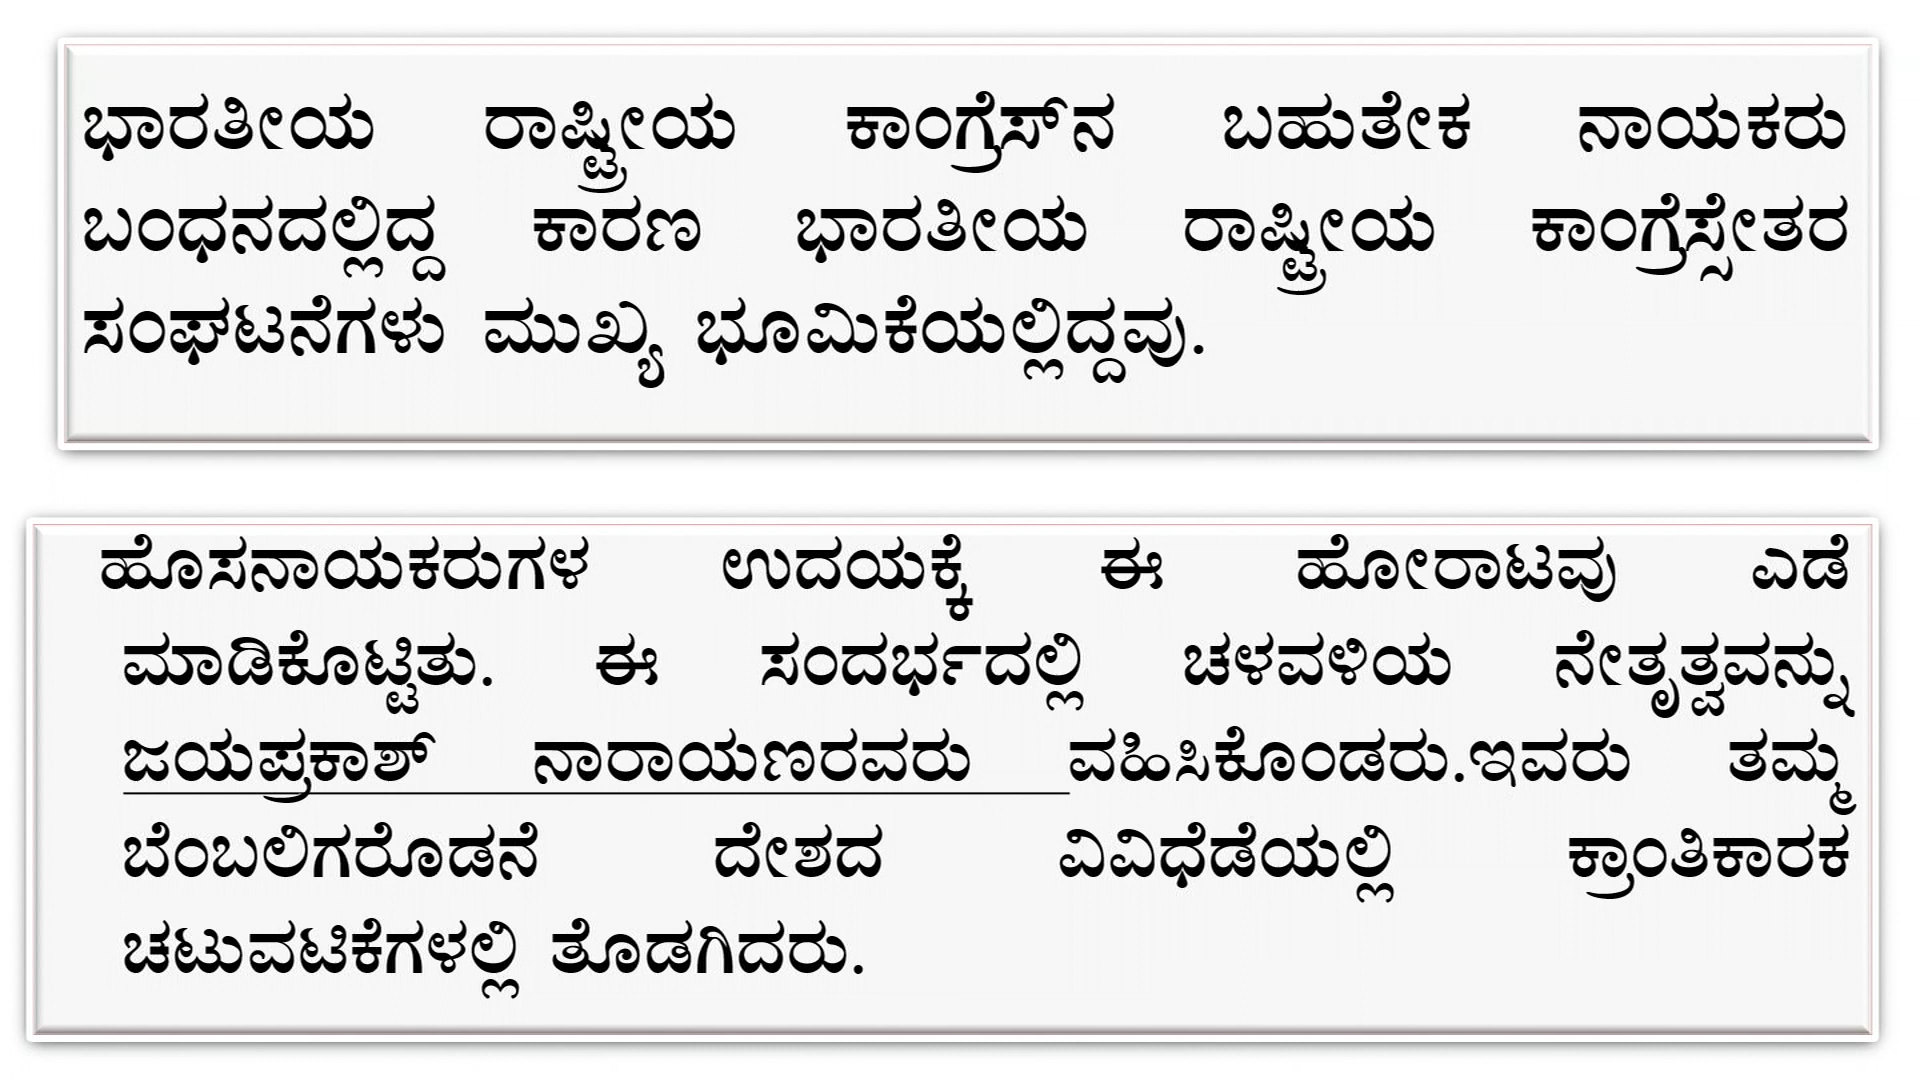 ಭಾರತೀಯ ರಾಷ್ಟ್ರೀಯ ಕಾಂಗ್ರೆಸ್‌ನ ಬಹುತೇಕ ನಾಯಕರು
ಬಂಧನದಲ್ಲಿದ್ದ ಕಾರಣ ಭಾರತೀಯ ರಾಷ್ಟ್ರೀಯ ಕಾಂಗ್ರೆಸ್ಸೇತರ
ಸಂಘಟನೆಗಳು ಮುಖ್ಯ ಭೂಮಿಕೆಯಲ್ಲಿದ್ದವು.
ಹೊಸನಾಯಕರುಗಳ ಉದಯಕ್ಕೆ ಈ ಹೋರಾಟವು ಎಡೆ
ಮಾಡಿಕೊಟ್ಟಿತು. ಈ ಸಂದರ್ಭದಲ್ಲಿ ಚಳವಳಿಯ ನೇತೃತ್ವವನ್ನು
ಜಯಪ್ರಕಾಶ್ ನಾರಾಯಣರವರು ವಹಿಸಿಕೊಂಡರು.ಇವರು ತಮ್ಮ
ಬೆಂಬಲಿಗರೊಡನೆ ದೇಶದ ವಿವಿಧೆಡೆಯಲ್ಲಿ ಕ್ರಾಂತಿಕಾರಕ
ಚಟುವಟಿಕೆಗಳಲ್ಲಿ ತೊಡಗಿದರು.